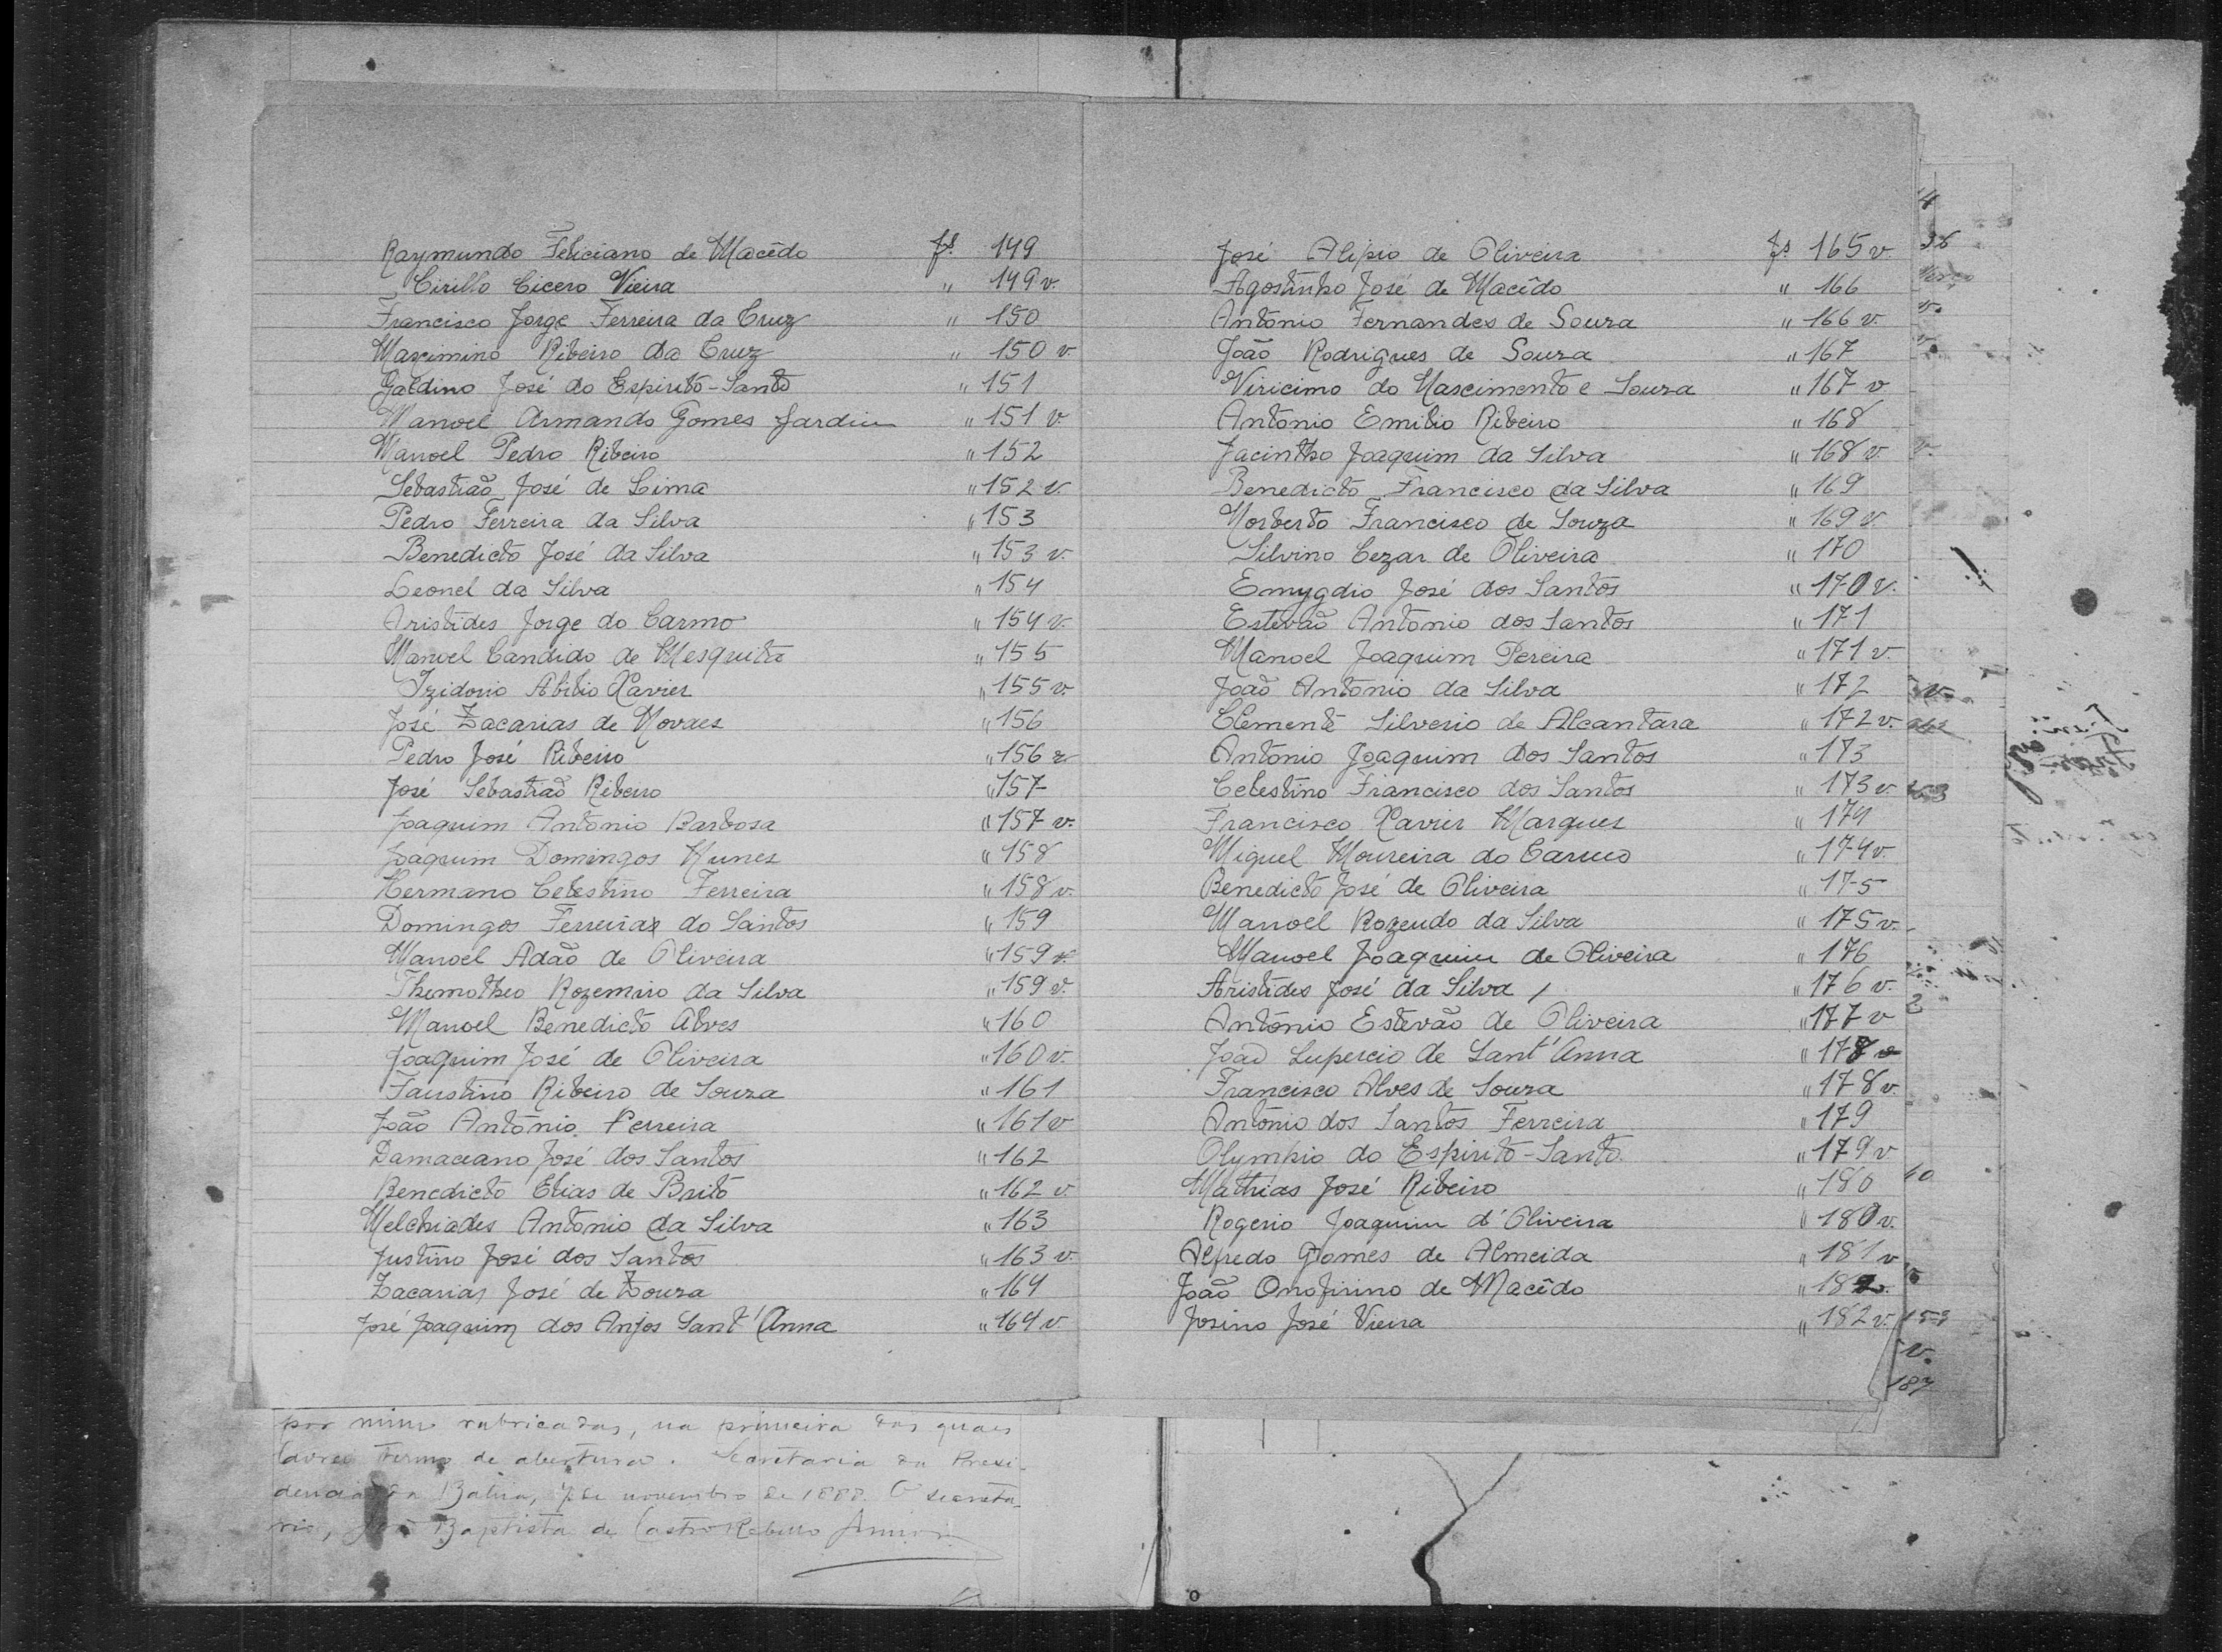 Raymundo Feliciano de Macêdo fs 149
Cirillo Cicero Vieira " 149 v.
Francisco Jorge Ferreira da Cruz " 150
Maximino Ribeiro da Cruz " 150 v.
Galdino José do Espirito-Santo " 151
Manoel Armando Gomes Jardim " 151 v.
Manoel Pedro Ribeiro " 152
Sebastião José de Lima " 152 v.
Pedro Ferreira da Silva " 153
Benedicto José da Silva " 153 v.
Leonel da Silva " 154
Aristides Jorge do Carmo " 154 v.
Manoel Candido de Mesquita " 155
Izidorio Abilio Xavier " 155 v
José Zacarias de Novaes " 156
Pedro José Ribeiro " 156 v
José Sebastião Ribeiro " 157
Joaquim Antonio Barbosa " 157 v.
Joaquim Domingos Nunes " 158
Hermano Celestino Ferreira " 158 v.
Domingos Ferreira do Santos " 159
Manoel Adão de Oliveira " 159 v.
Themotheo Rozemiro da Silva " 159 v.
Manoel Benedicto Alves " 160
Joaquim José de Oliveira " 160 v.
Faustino Ribeiro de Souza " 161
João Antonio Ferreira " 161 v
Damaciano José dos Santos " 162
Benedicto Elias de Brito " 162 v.
Melchiades Antonio da Silva " 163
Justino José dos Santos " 163 v.
Zacarias José de Zouza " 164
José Joaquim dos Anjos Sant'Anna " 164 v.
José Alipio de Oliveira fs 165 v.
Agostinho José de Macêdo " 166
Antonio Fernandes de Souza " 166 v.
João Rodrigues de Souza " 167
Viricimo do Nascimento e Souza " 167 v
Antonio Emilio Ribeiro " 168
Jacintho Joaquim da Silva " 168 v.
Benedicto Francisco da Silva " 169
Norberto Francisco de Souza " 169 v.
Silvino Cezar de Oliveira " 170
Emygdio José dos Santos " 170 v.
Estevão Antonio dos Santos " 171
Manoel Joaquim Pereira " 171 v.
João Antonio da Silva " 172
Clemente Silverio de Alcantara " 172 v.
Antonio Joaquim dos Santos " 173
Celestino Francisco dos Santos " 173 v.
Francisco Xavier Marques " 174
Miguel Moureira do Carmo " 174 v.
Benedicto José de Oliveira " 175
Manoel Rozendo da Silva " 175 v.
Manoel Joaquim de Oliveira " 176
Aristides José da Silva " 176 v.
Antonio Estevão de Oliveira " 177 v
João Lupercio de Sant'Anna " 178
Francisco Alves de Souza " 178 v.
Antonio dos Santos Ferreira " 179
Olympio do Espirito-Santo " 179 v
Mathias José Ribeiro " 180
Rogerio Joaquim d'Oliveira " 180 v.
Alfredo Gomes de Almeida " 181 v
João Onofirino de Macêdo " 182
Josino José Vieira " 182 v.
v.
187
por mim rubricadas, na primeira das quaes
lavrei termo de abertura. Secretaria da Presi-
dencia da Bahia, 7 de novembro de 1888. O secreta-
rio, João Baptista de Castro Rebello Junior